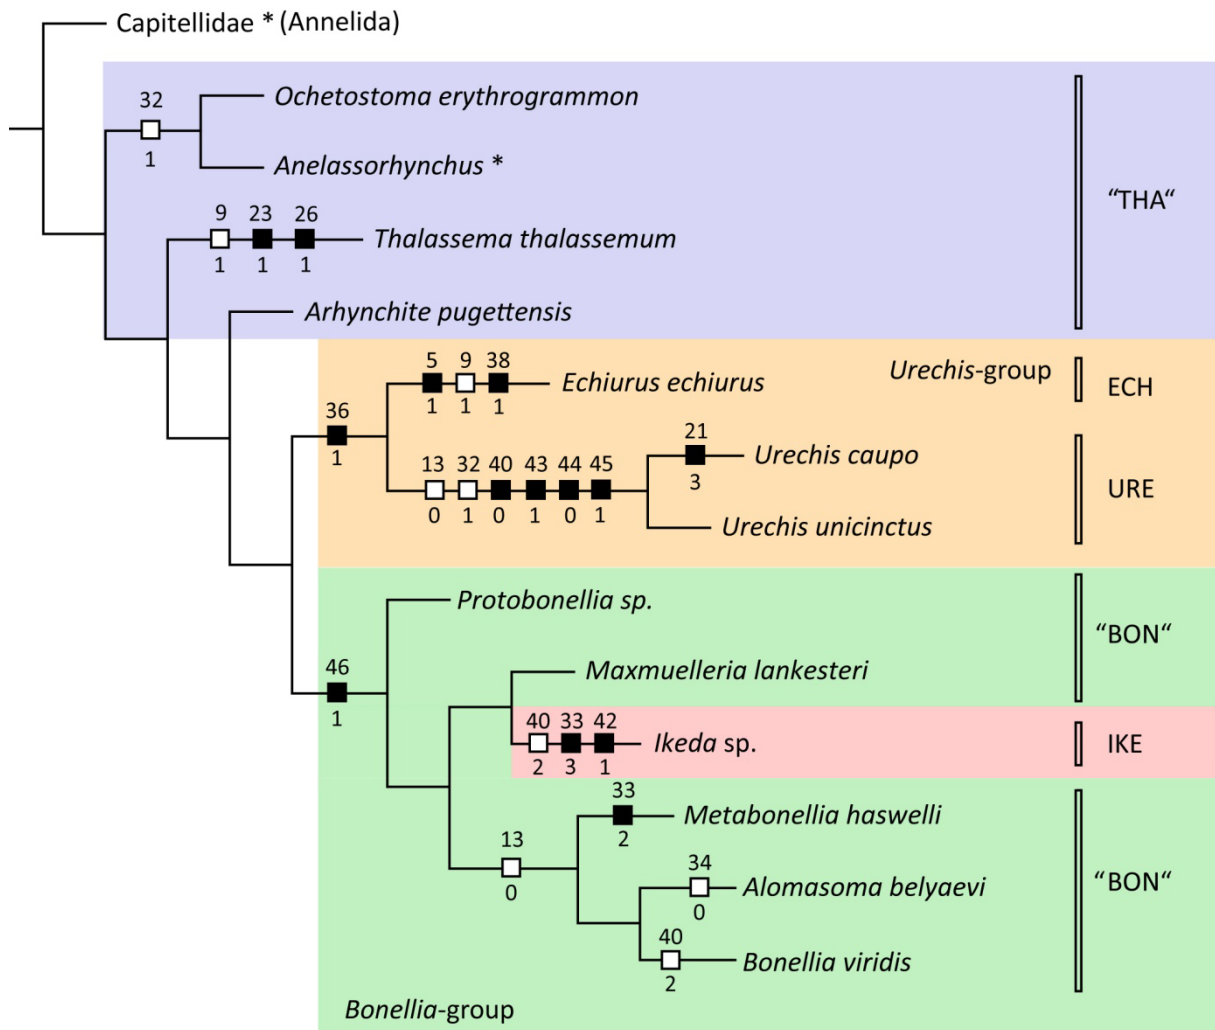 Capitellidae * (Annelida)
32
Ochetostoma erythrogrammon
1
Anelassorhynchus *
"THA"
9 23 26
Thalassema thalassemum
1 1 1
Arhynchite pugettensis
5 9 38
Urechis-group
Echiurus echiurus
ECH
1 1 1
36
1
21
Urechis caupo
3
13 32 40 43 44 45
URE
0 1 0 1 0 1
Urechis unicinctus
Protobonellia sp.
"BON"
46
1
Maxmuelleria lankesteri
40 33 42
Ikeda sp.
IKE
2 3 1
33
Metabonellia haswelli
2
13
0
34
Alomasoma belyaevi
0
"BON"
40
Bonellia viridis
2
Bonellia-group